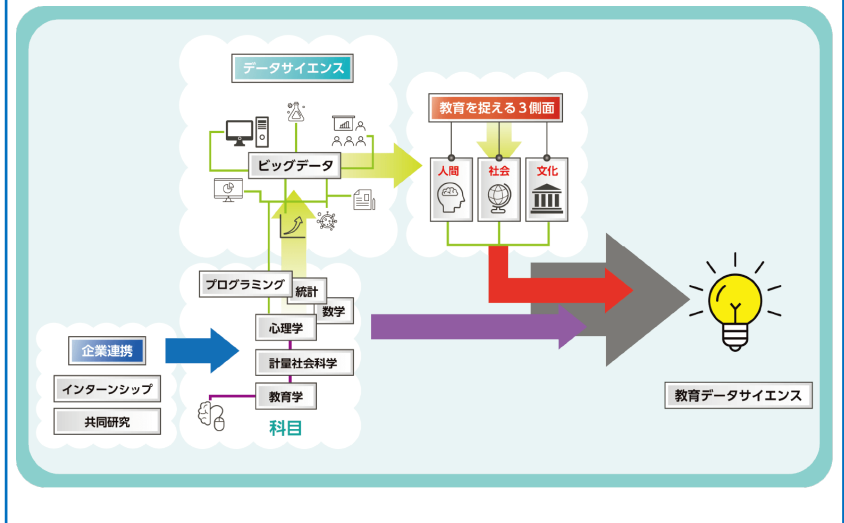 データサイエンス
ビッグデータ
教育を捉える3側面
人間
社会
文化
プログラミング
統計
数学
心理学
計量社会科学
教育学
科目
企業連携
インターンシップ
共同研究
教育データサイエンス